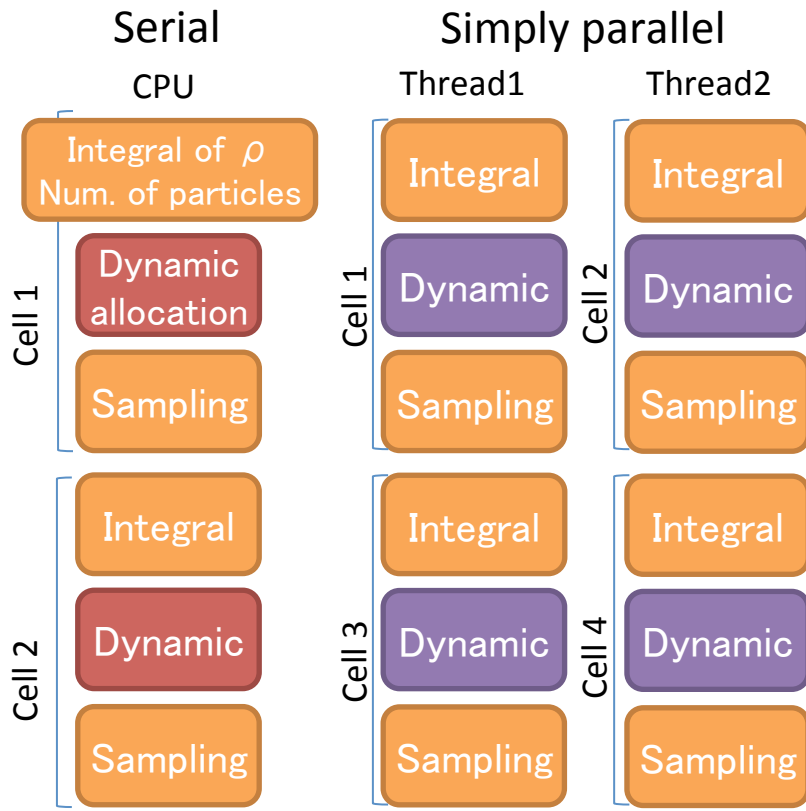 Serial
CPU
Cell 1
Integral of ρ
Num. of particles
Dynamic
allocation
Sampling
Cell 2
Integral
Dynamic
Sampling
Simply parallel
Thread1
Thread2
Cell 1
Integral
Dynamic
Sampling
Cell 2
Integral
Dynamic
Sampling
Cell 3
Integral
Dynamic
Sampling
Cell 4
Integral
Dynamic
Sampling